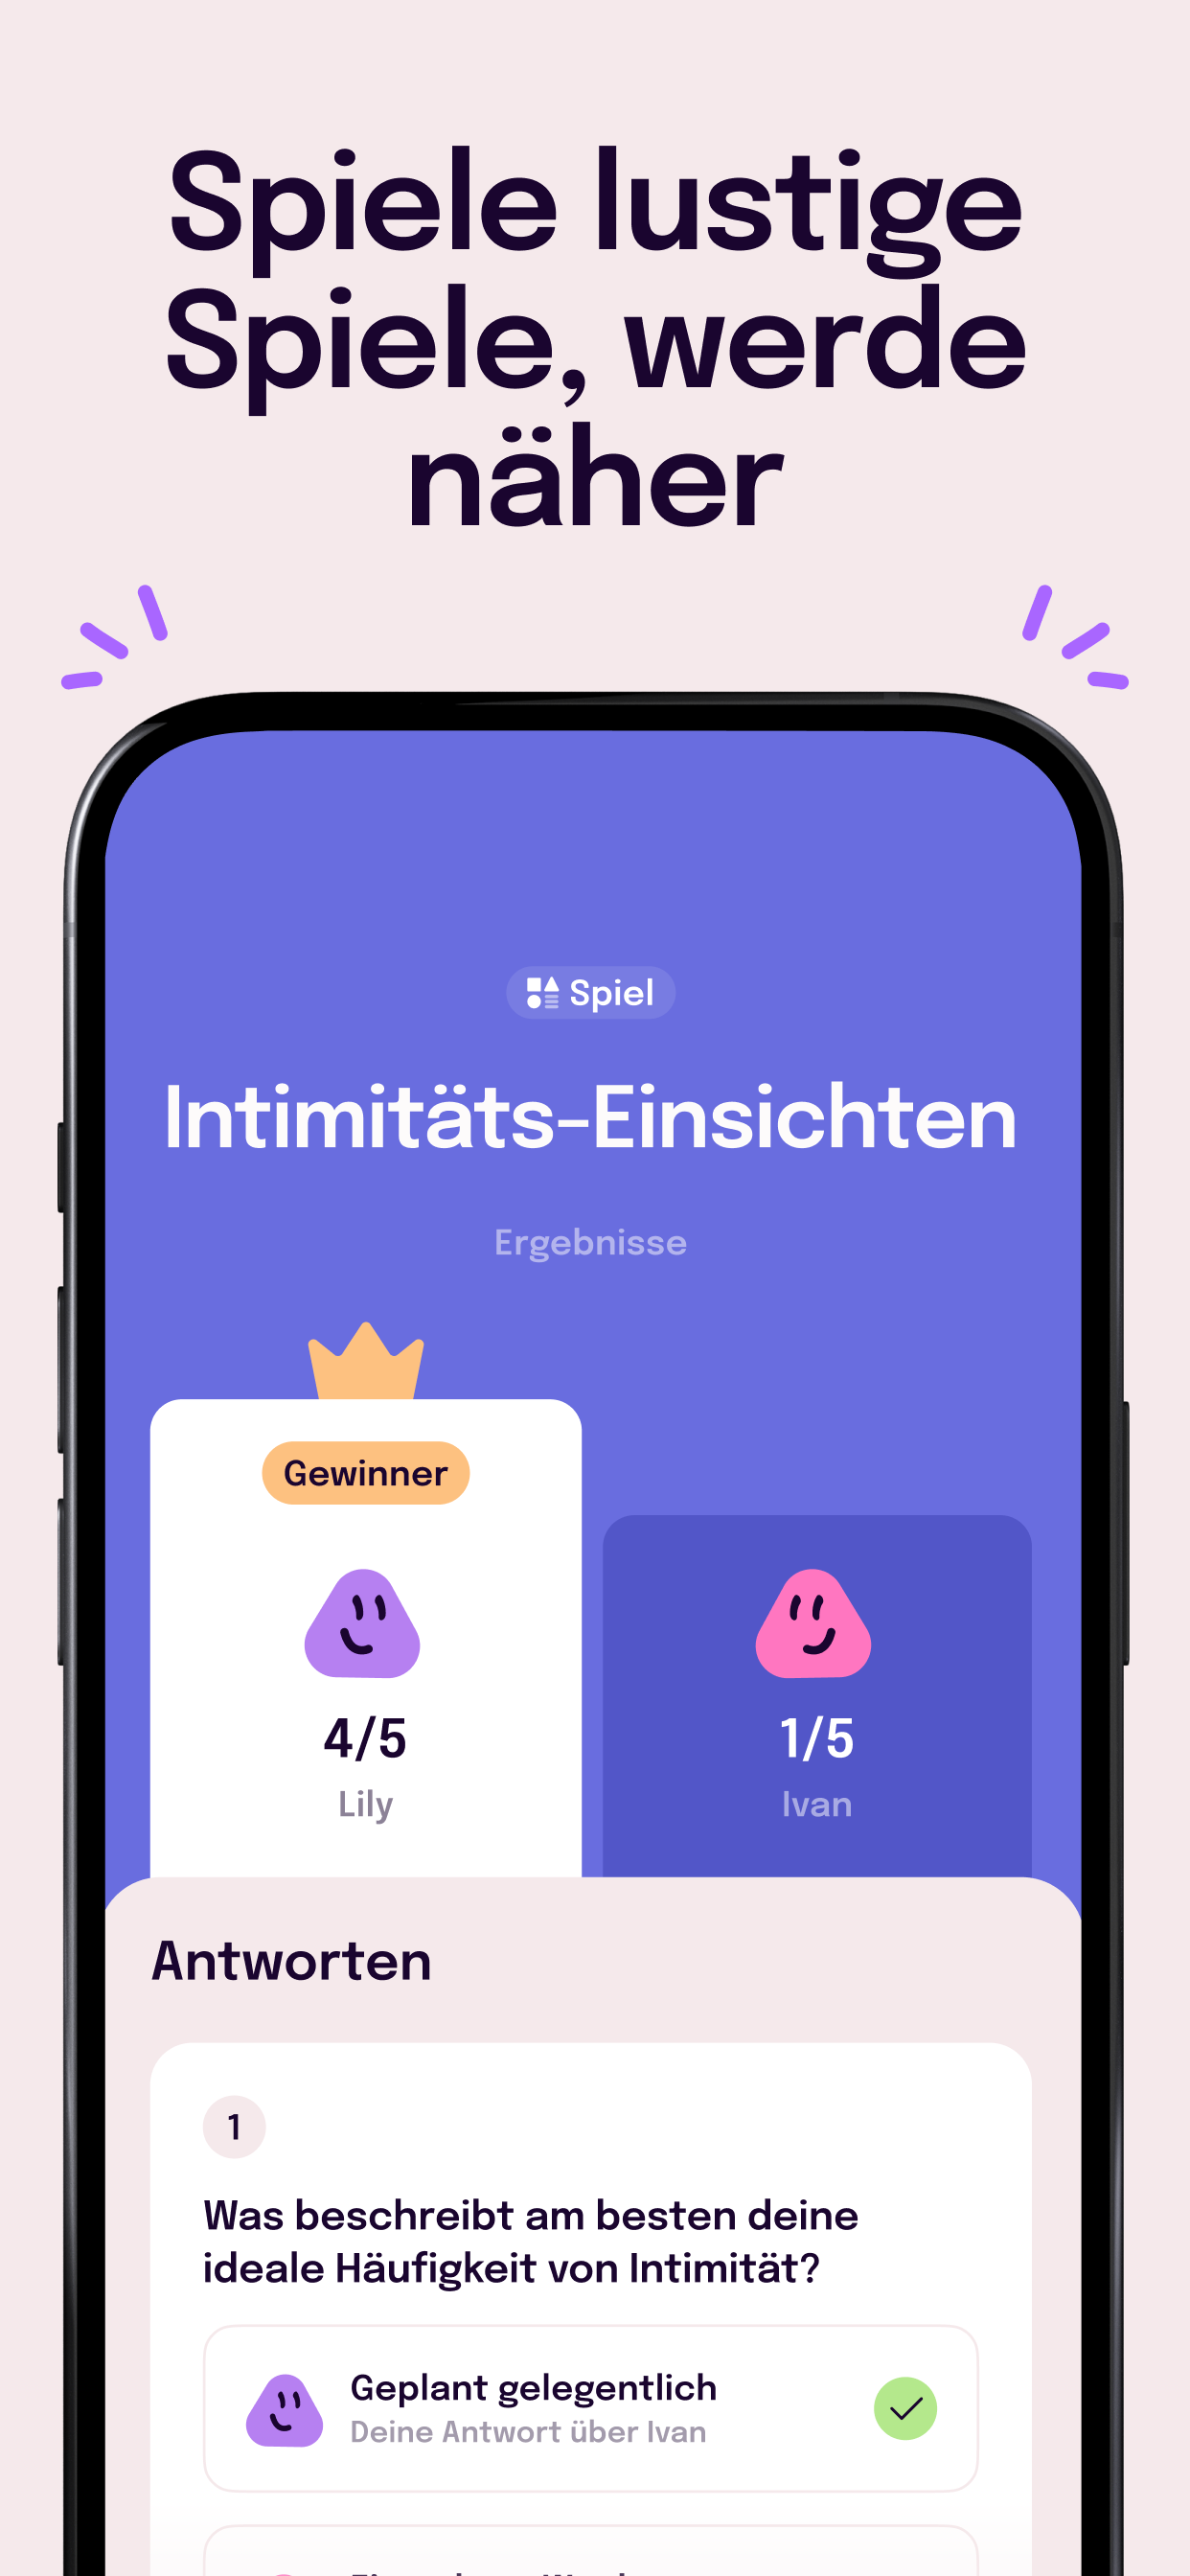 Spiele lustige
Spiele, werde
näher
Spiel
Intimitäts-Einsichten
Ergebnisse
Gewinner
4/5
Lily
1/5
Ivan
Antworten
1
Was beschreibt am besten deine
ideale Häufigkeit von Intimität?
Geplant gelegentlich
Deine Antwort über Ivan